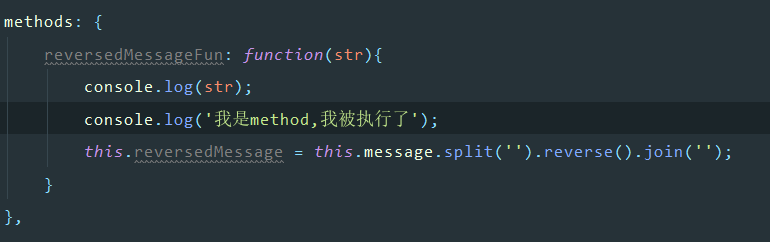 methods: {
    reversedMessageFun: function(str){
        console.log(str);
        console.log('我是method,我被执行了');
        this.reversedMessage = this.message.split('').reverse().join('');
    }
},